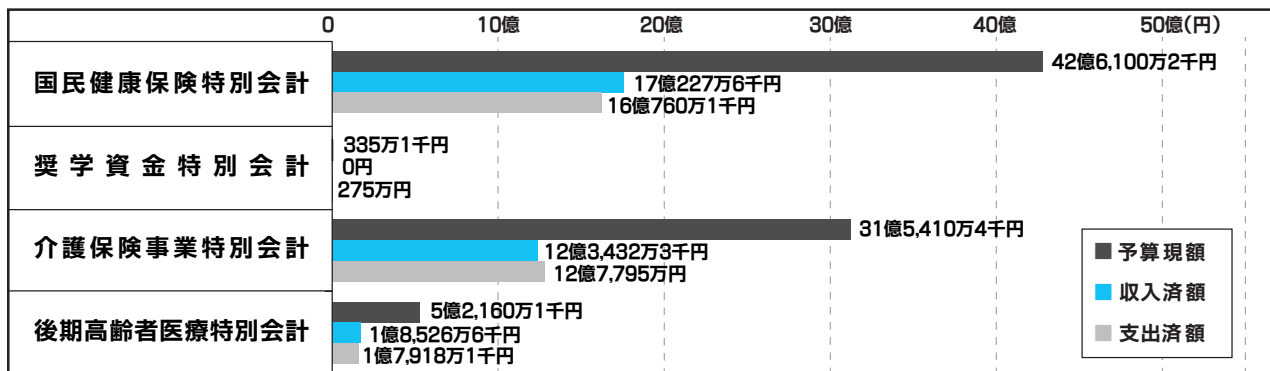 0 10億 20億 30億 40億 50億(円)
国民健康保険特別会計
42億6,100万2千円
17億227万6千円
16億760万1千円
奨学資金特別会計
335万1千円
0円
275万円
介護保険事業特別会計
31億5,410万4千円
12億3,432万3千円
12億7,795万円
後期高齢者医療特別会計
5億2,160万1千円
1億8,526万6千円
1億7,918万1千円
予算現額
収入済額
支出済額